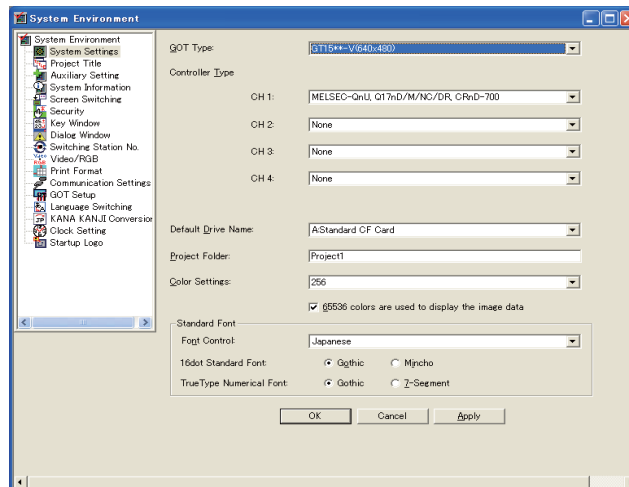 System Environment
System Environment
System Settings
Project Title
Auxiliary Setting
System Information
Screen Switching
Security
Key Window
Dialog Window
Switching Station No.
Video/RGB
Print Format
Communication Settings
GOT Setup
Language Switching
KANA KANJI Conversion
Clock Setting
Startup Logo
GOT Type: GT15**-V(640x480)
Controller Type
CH 1: MELSEC-QnU, Q17nD/M/NC/DR, CRnD-700
CH 2: None
CH 3: None
CH 4: None
Default Drive Name: A:Standard CF Card
Project Folder: Project1
Color Settings: 256
65536 colors are used to display the image data
Standard Font
Font Control: Japanese
16dot Standard Font: Gothic Mincho
TrueType Numerical Font: Gothic 7-Segment
OK Cancel Apply